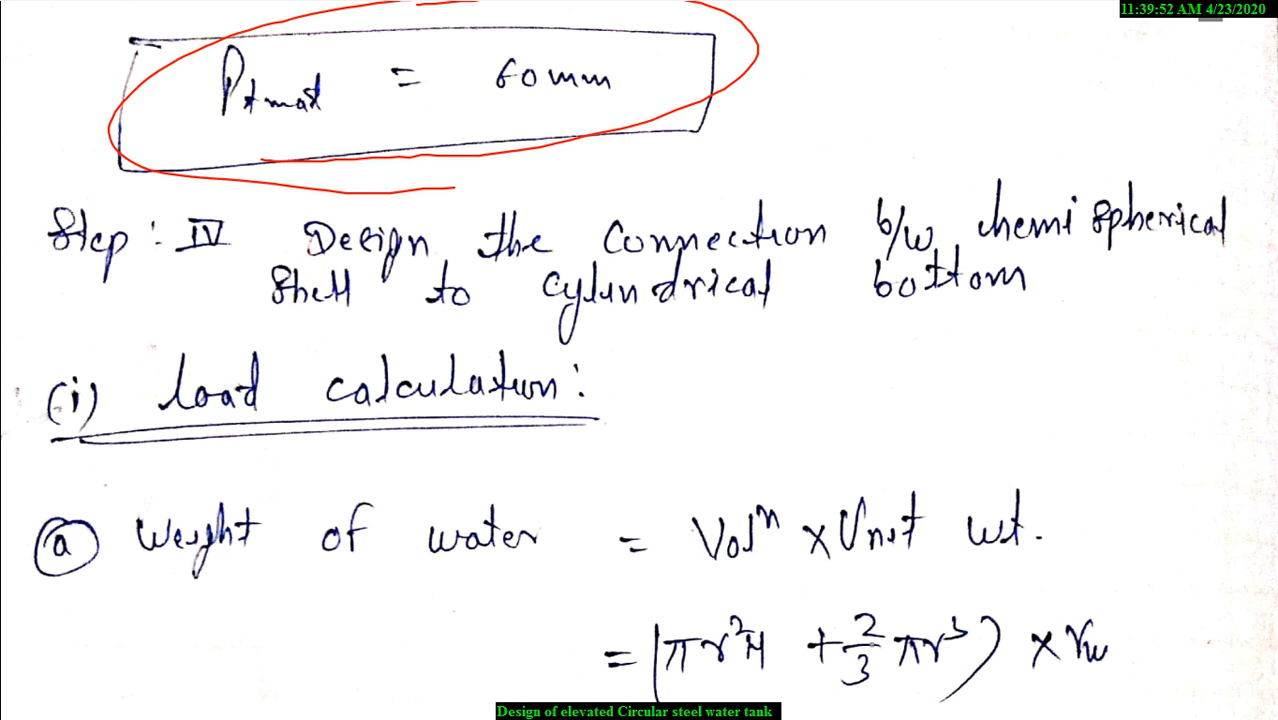 11:39:52 AM 4/23/2020
Ptmax = 60mm
Step: IV Design the Connection b/w chemi spherical
Shell to cylindrical bottom
(i) load calculation:
(a) Weight of water = Volⁿ × Unit wt.
= (πr²H + 2/3 πr³) × γw
Design of elevated Circular steel water tank